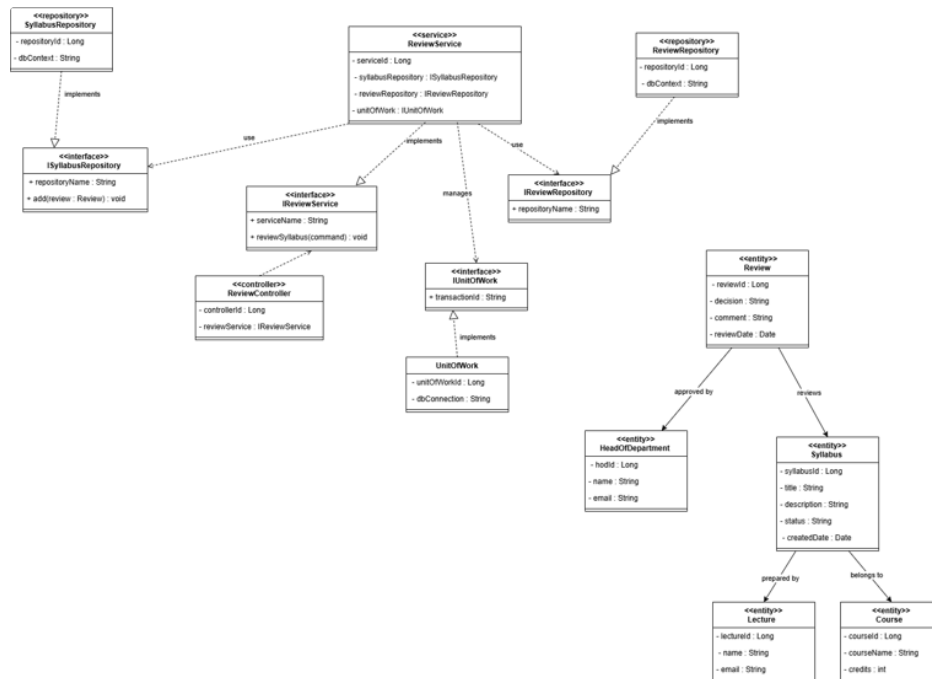 <<repository>>
SyllabusRepository
- repositoryId : Long
- dbContext : String
implements
<<interface>>
ISyllabusRepository
+ repositoryName : String
+ add(review : Review) : void
use
<<service>>
ReviewService
- serviceId : Long
- syllabusRepository : ISyllabusRepository
- reviewRepository : IReviewRepository
- unitOfWork : IUnitOfWork
implements
use
manages
<<repository>>
ReviewRepository
- repositoryId : Long
- dbContext : String
implements
<<interface>>
IReviewRepository
+ repositoryName : String
<<interface>>
IReviewService
+ serviceName : String
+ reviewSyllabus(command) : void
<<controller>>
ReviewController
- controllerId : Long
- reviewService : IReviewService
<<interface>>
IUnitOfWork
+ transactionId : String
implements
UnitOfWork
- unitOfWorkId : Long
- dbConnection : String
<<entity>>
Review
- reviewId : Long
- decision : String
- comment : String
- reviewDate : Date
approved by
reviews
<<entity>>
HeadOfDepartment
- hodId : Long
- name : String
- email : String
<<entity>>
Syllabus
- syllabusId : Long
- title : String
- description : String
- status : String
- createdDate : Date
prepared by
belongs to
<<entity>>
Lecture
- lectureId : Long
- name : String
- email : String
<<entity>>
Course
- courseId : Long
- courseName : String
- credits : int